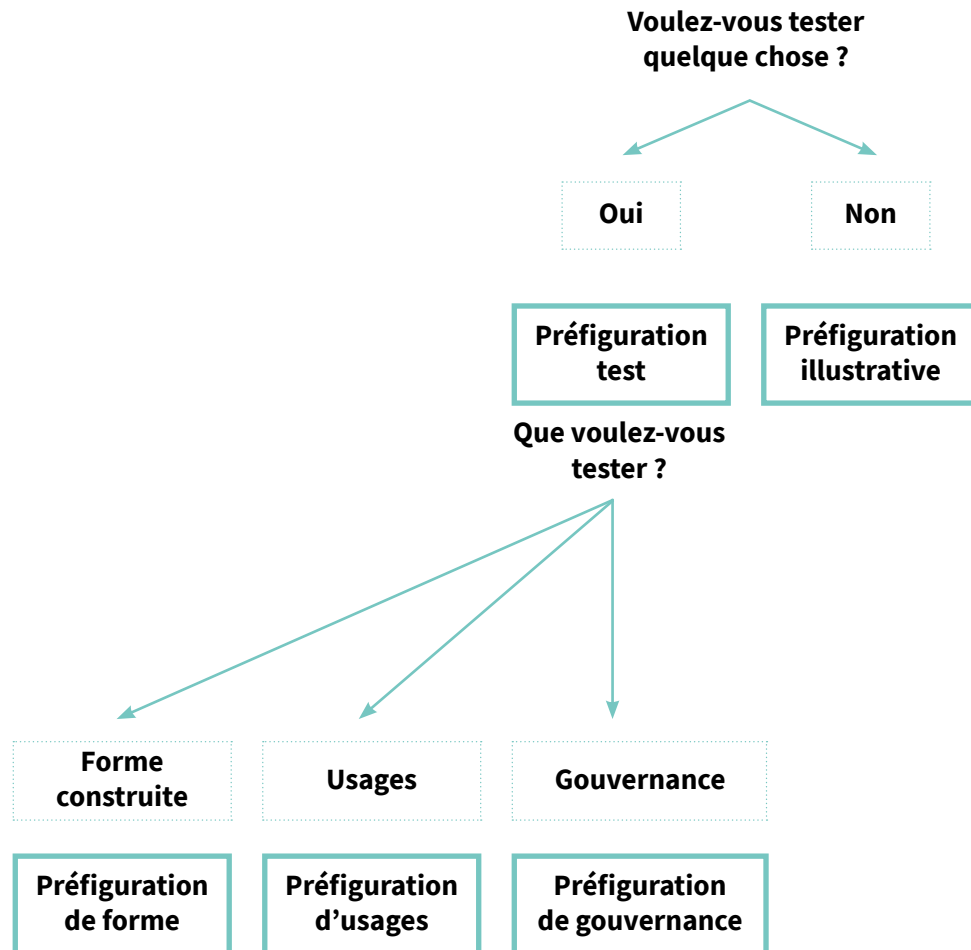 Voulez-vous tester
quelque chose ?
Oui
Non
Préfiguration
test
Préfiguration
illustrative
Que voulez-vous
tester ?
Forme
construite
Usages
Gouvernance
Préfiguration
de forme
Préfiguration
d’usages
Préfiguration
de gouvernance